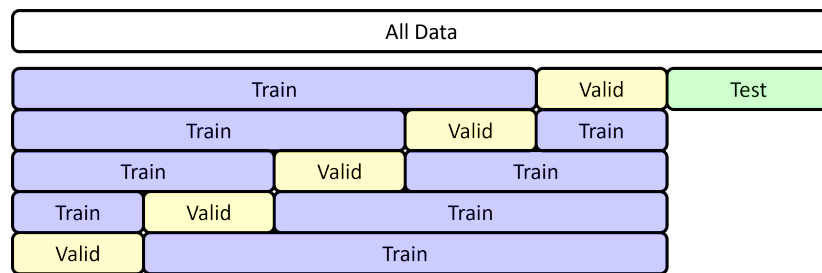 All Data
Train Valid Test
Train Valid Train
Train Valid Train
Train Valid Train
Valid Train